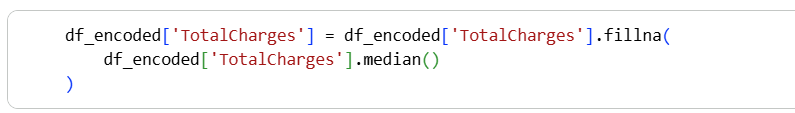 df_encoded['TotalCharges'] = df_encoded['TotalCharges'].fillna(
    df_encoded['TotalCharges'].median()
)